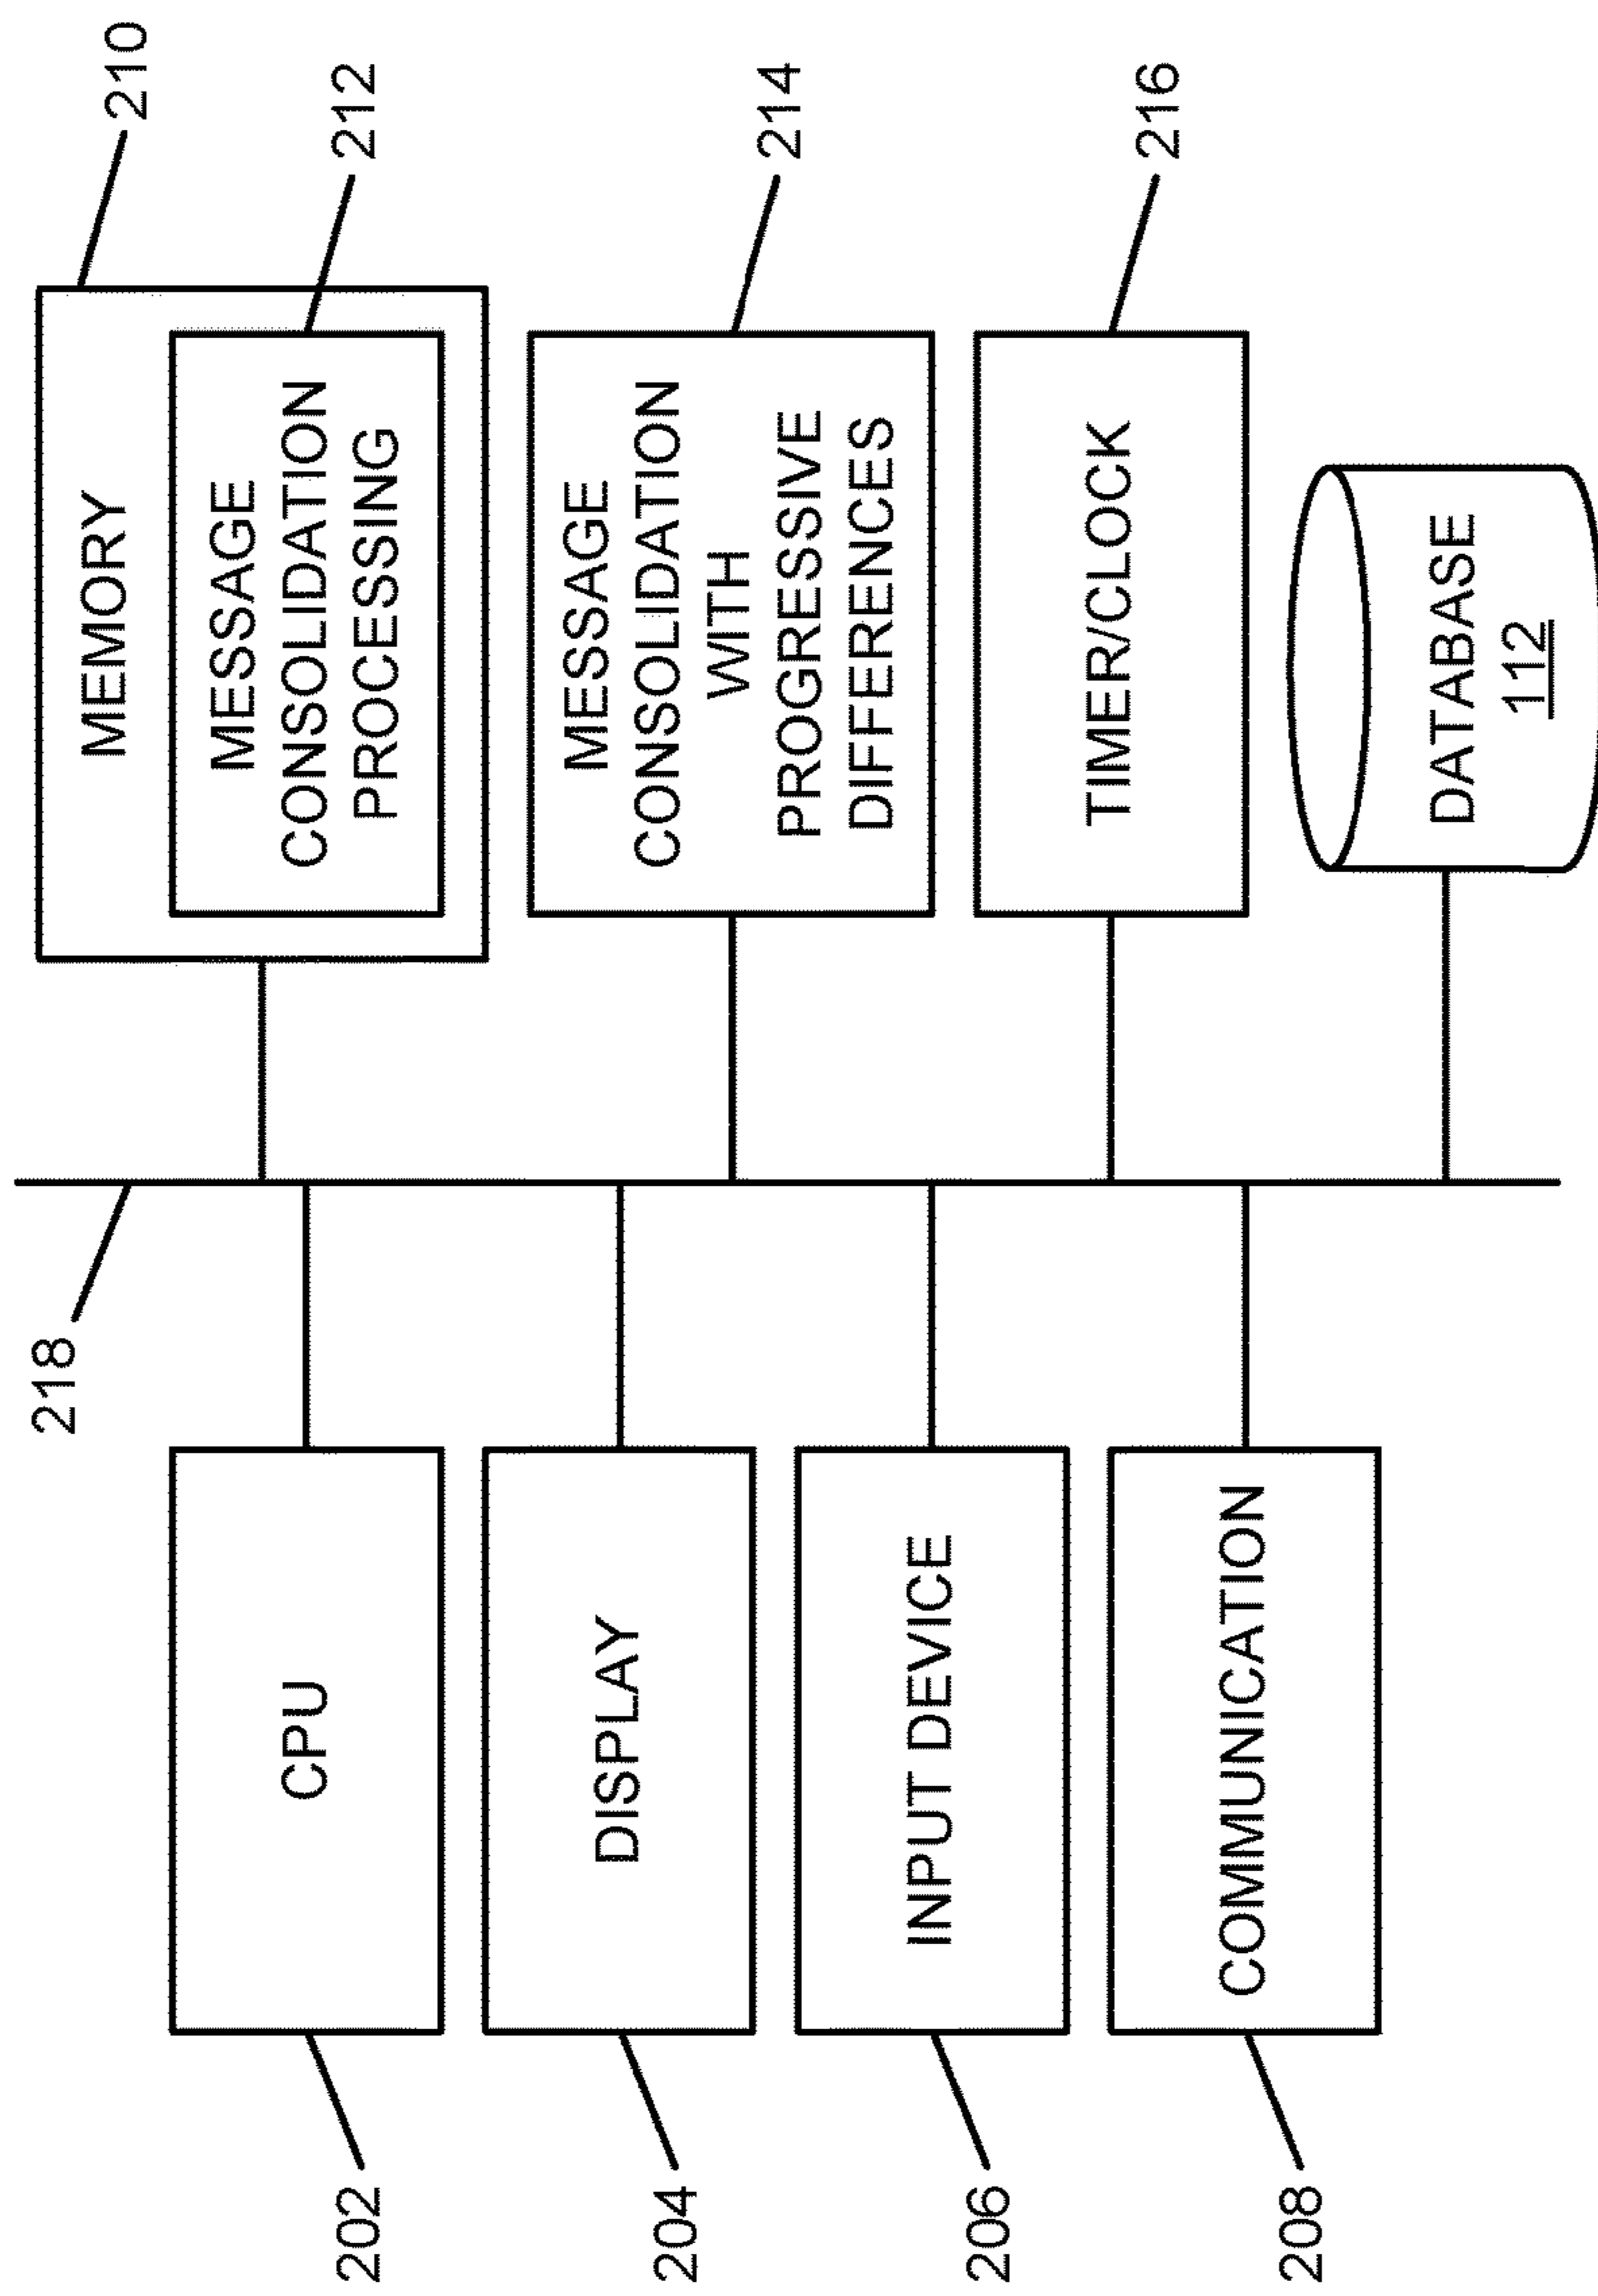 218
202
CPU
204
DISPLAY
206
INPUT DEVICE
208
COMMUNICATION
210
MEMORY
212
MESSAGE
CONSOLIDATION
PROCESSING
214
MESSAGE
CONSOLIDATION
WITH
PROGRESSIVE
DIFFERENCES
216
TIMER/CLOCK
DATABASE
112